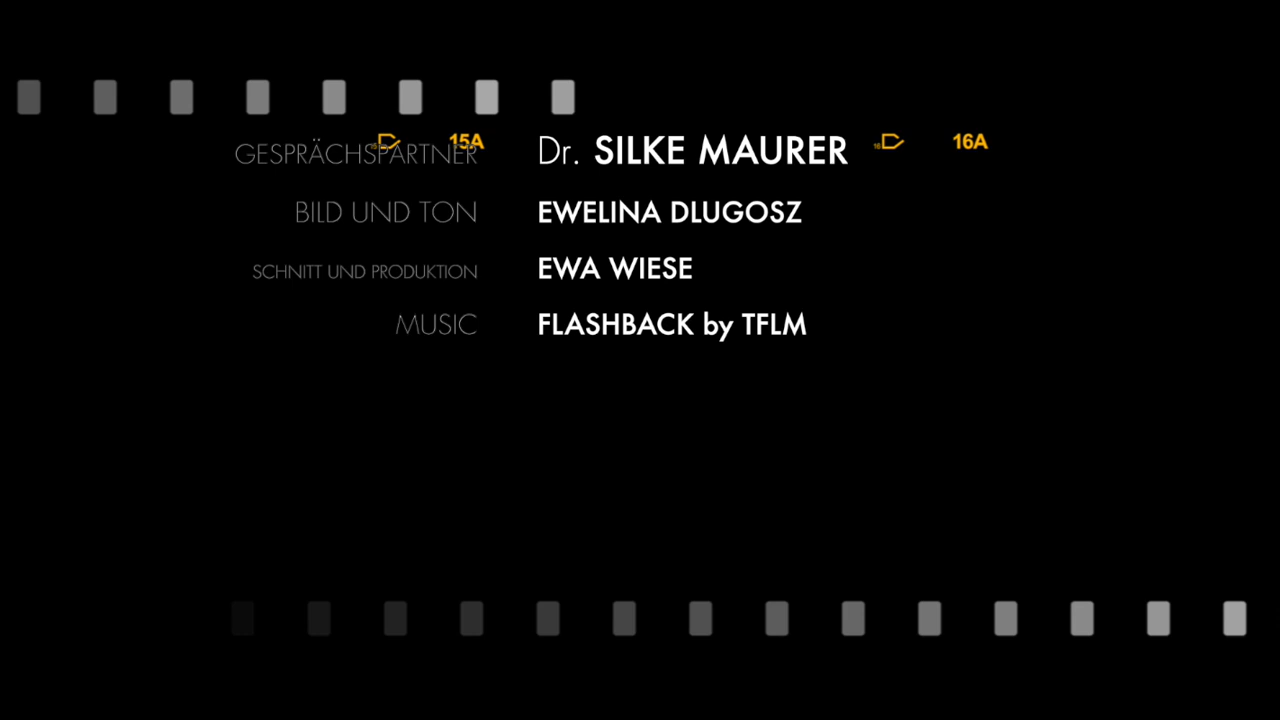 15A 16A
GESPRÄCHSPARTNER Dr. SILKE MAURER
BILD UND TON EWELINA DLUGOSZ
SCHNITT UND PRODUKTION EWA WIESE
MUSIC FLASHBACK by TFLM